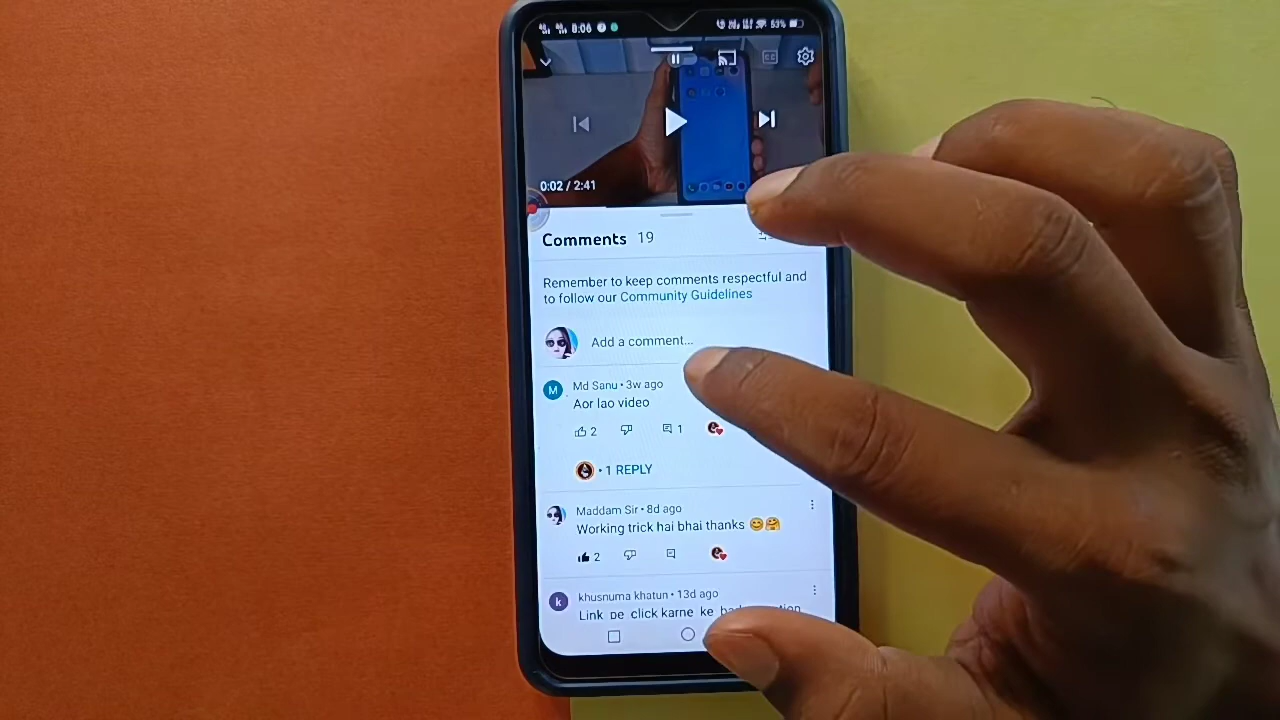 8:06
53%
0:02 / 2:41
Comments 19
Remember to keep comments respectful and
to follow our Community Guidelines
Add a comment...
M
Md Sanu • 3w ago
Aor lao video
2
1
• 1 REPLY
Maddam Sir • 8d ago
Working trick hai bhai thanks 😊🤗
2
k
khusnuma khatun • 13d ago
Link pe click karne ke